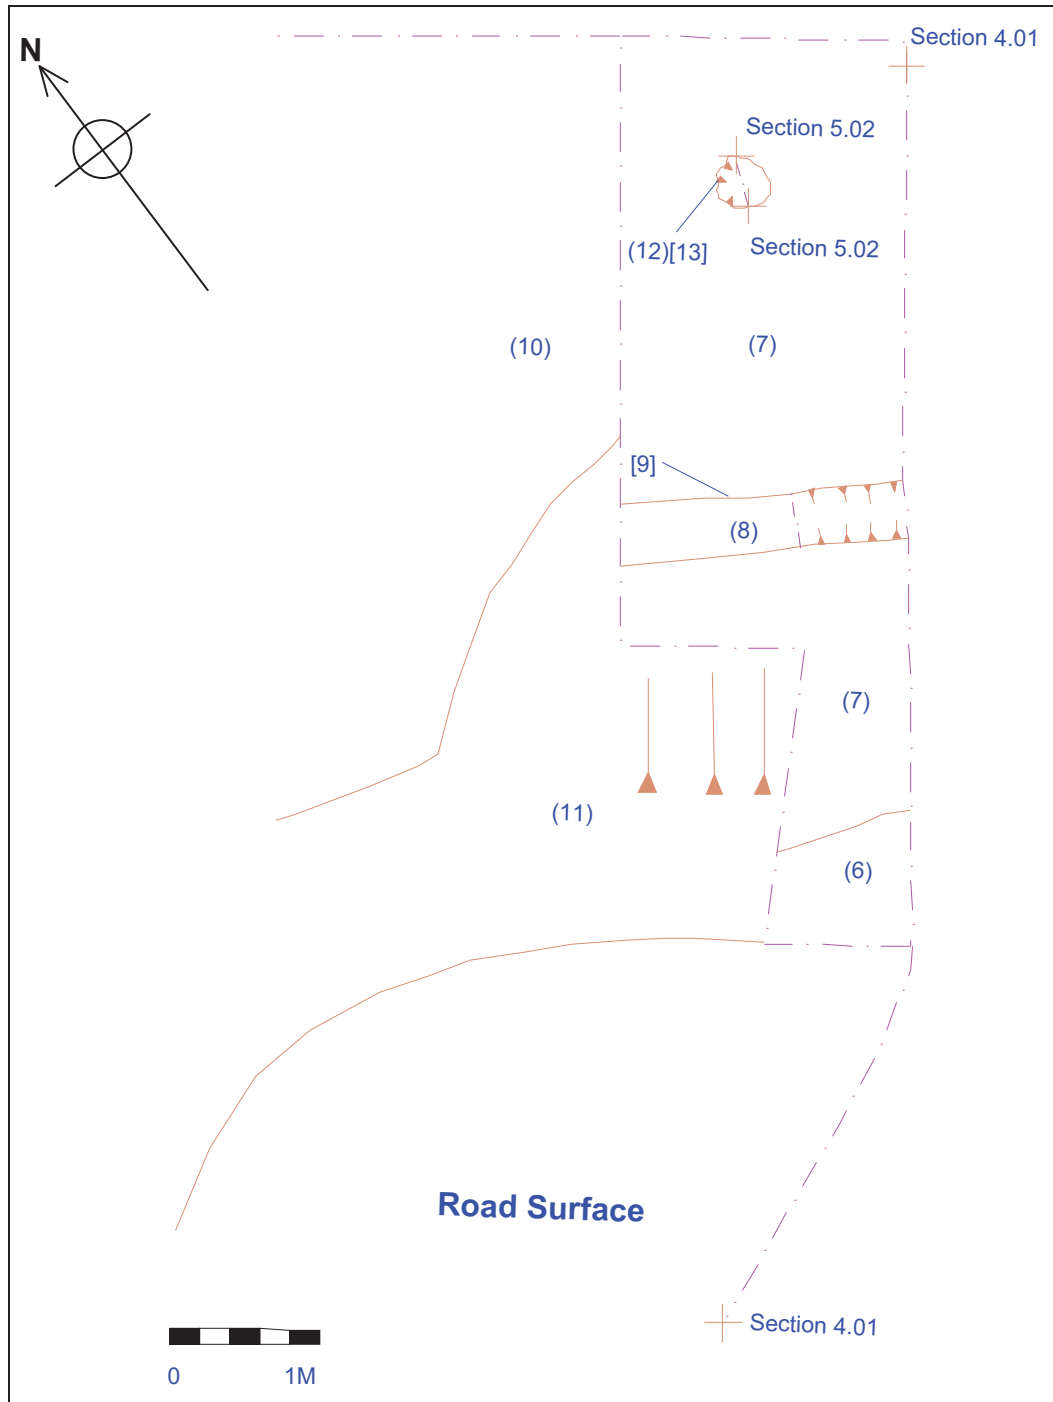 N
Section 4.01
Section 5.02
(12)[13]
Section 5.02
(10)
(7)
[9]
(8)
(7)
(11)
(6)
Road Surface
Section 4.01
0 1M